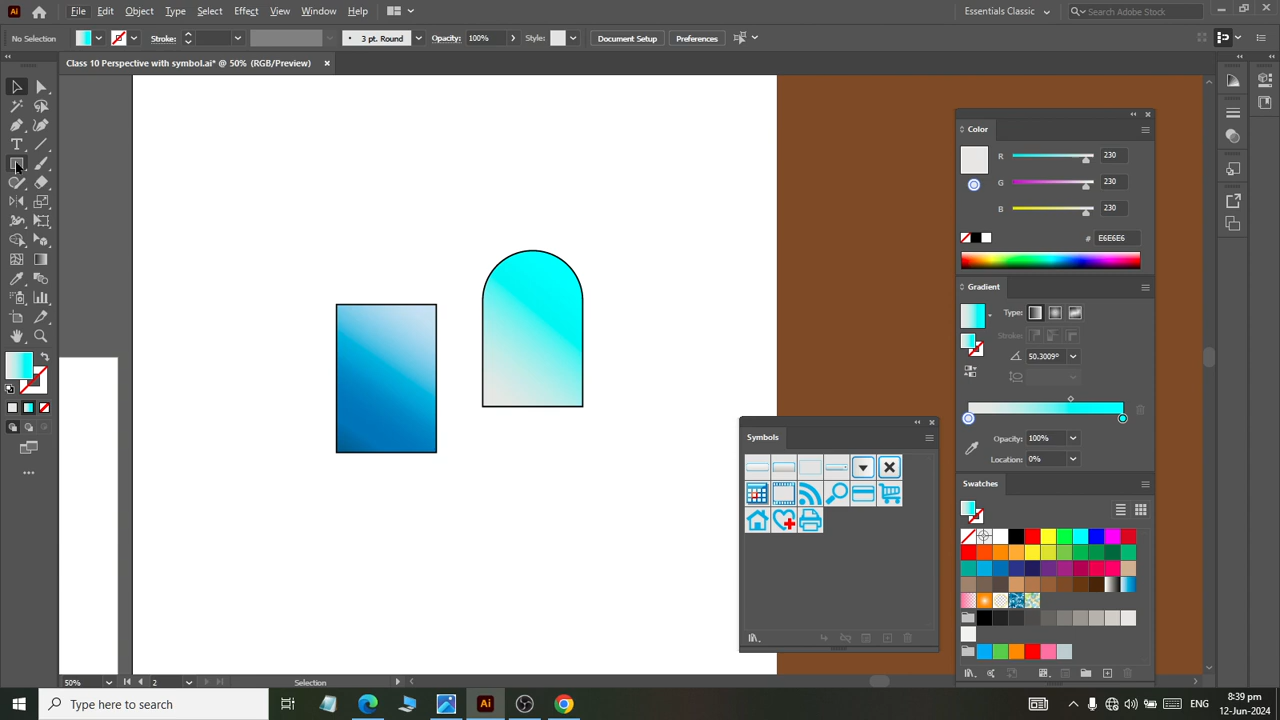 Ai File Edit Object Type Select Effect View Window Help Essentials Classic Search Adobe Stock
No Selection Stroke: 3 pt. Round Opacity: 100% Style: Document Setup Preferences
Class 10 Perspective with symbol.ai* @ 50% (RGB/Preview)
Color
R 230
G 230
B 230
# E6E6E6
Gradient
Type:
Stroke:
50.3009°
Opacity: 100%
Location: 0%
Symbols
Swatches
50% 2 Selection
Type here to search
Ai
8:39 pm
12-Jun-2024